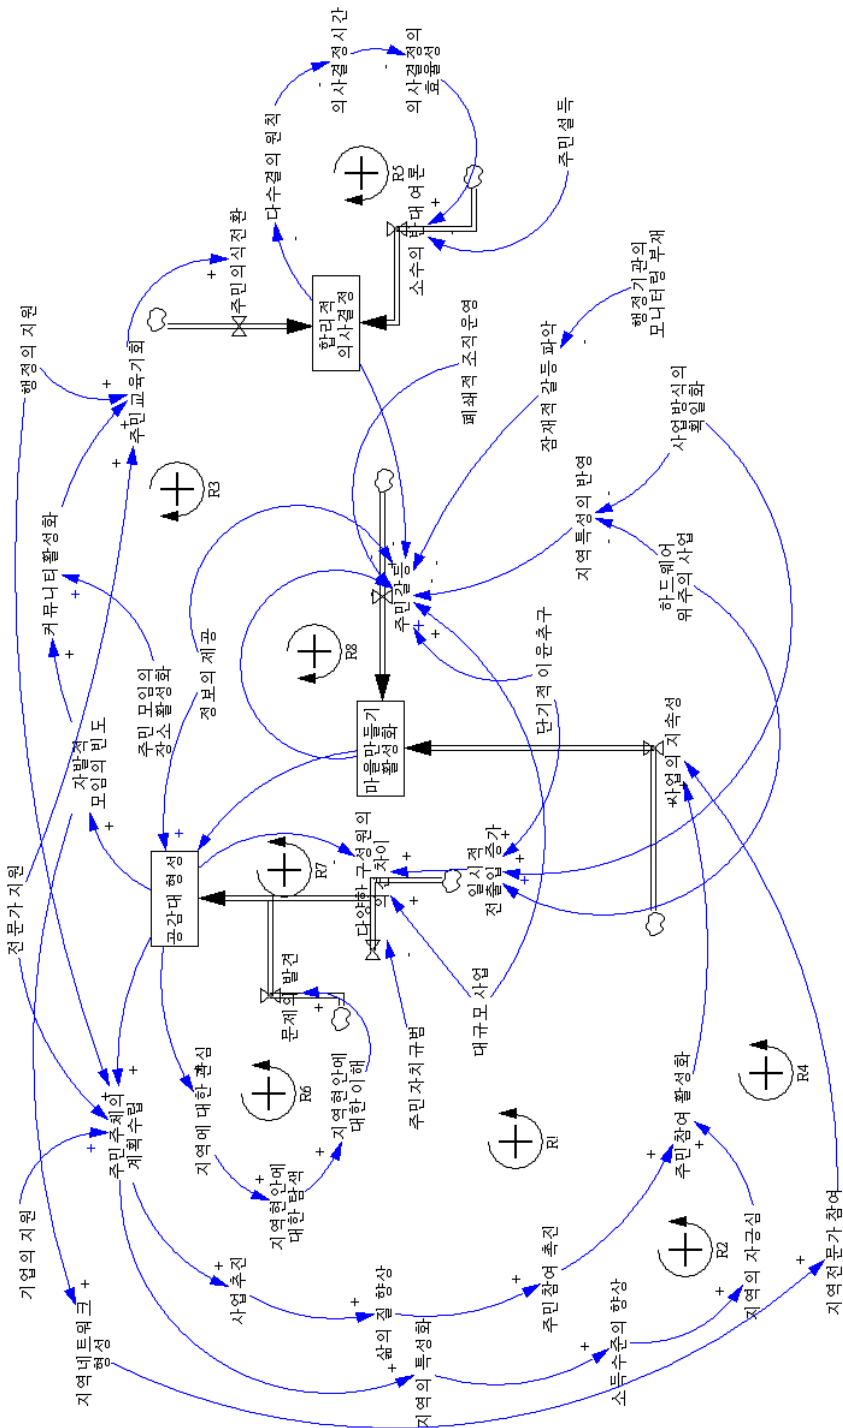 기업의 지원
전문가 지원
행정의 지원
지역네트워크
형성
주민주체의
계획수립
자발적
모임의 빈도
커뮤니티활성화
주민 교육기회
주민의식전환
사업추진
지역에 대한 관심
공감대 형성
주민 모임의
장소 활성화
정보의 제공
R3
합리적
의사결정
다수결의 원칙
의사결정시간
의사결정의
효율성
R5
소수의 반대 여론
주민설득
지역현안에
대한 탐색
지역현안에
대한 이해
문제의 발견
R6
R7
다양한 구성원의
R8
마을만들기
활성화
주민갈등
폐쇄적 조직운영
잠재적 갈등 파악
행정기관의
모니터링 부재
삶의 질 향상
지역의 특성화
주민자치규범
대규모 사업
일시적
전출입증가
단기적 이윤추구
지역특성의 반영
사업방식의
획일화
하드웨어
위주의 사업
R1
주민 참여 촉진
소득수준의 향상
주민 참여 활성화
사업의 지속성
R2
R4
지역의 자긍심
지역전문가 참여